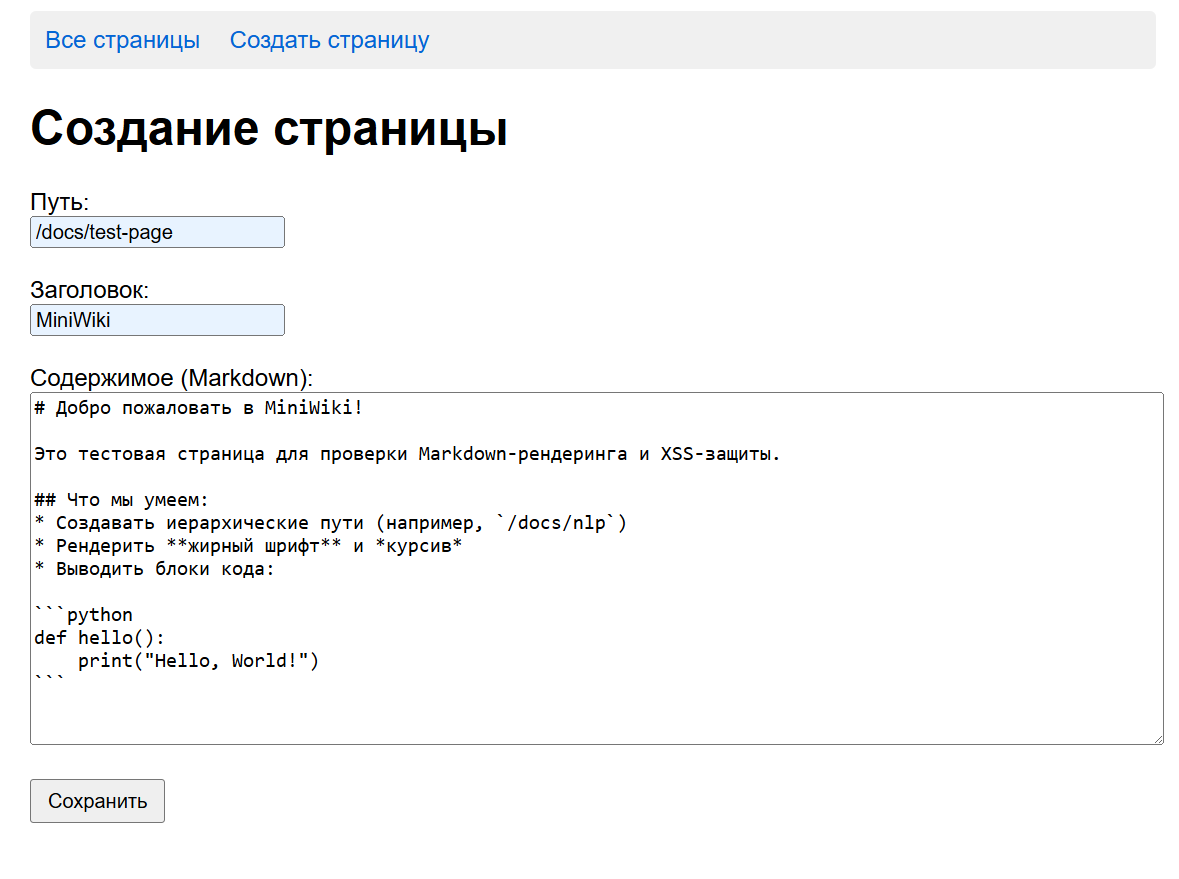 Все страницы Создать страницу
Создание страницы
Путь:
/docs/test-page
Заголовок:
MiniWiki
Содержимое (Markdown):
# Добро пожаловать в MiniWiki!
Это тестовая страница для проверки Markdown-рендеринга и XSS-защиты.
## Что мы умеем:
* Создавать иерархические пути (например, `/docs/nlp`)
* Рендерить **жирный шрифт** и *курсив*
* Выводить блоки кода:
```python
def hello():
    print("Hello, World!")
```
Сохранить